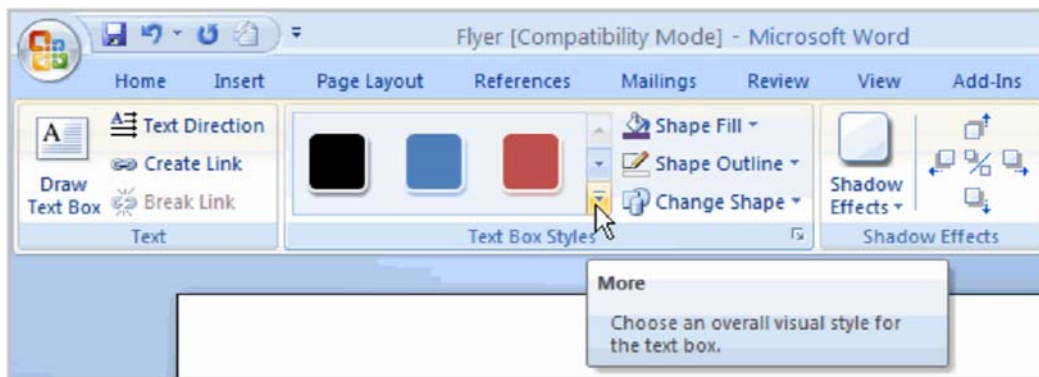 Flyer [Compatibility Mode] - Microsoft Word
Home Insert Page Layout References Mailings Review View Add-Ins
A
Draw
Text Box
Text Direction
Create Link
Break Link
Text
Shape Fill
Shape Outline
Change Shape
Text Box Styles
Shadow
Effects
Shadow Effects
More
Choose an overall visual style for
the text box.